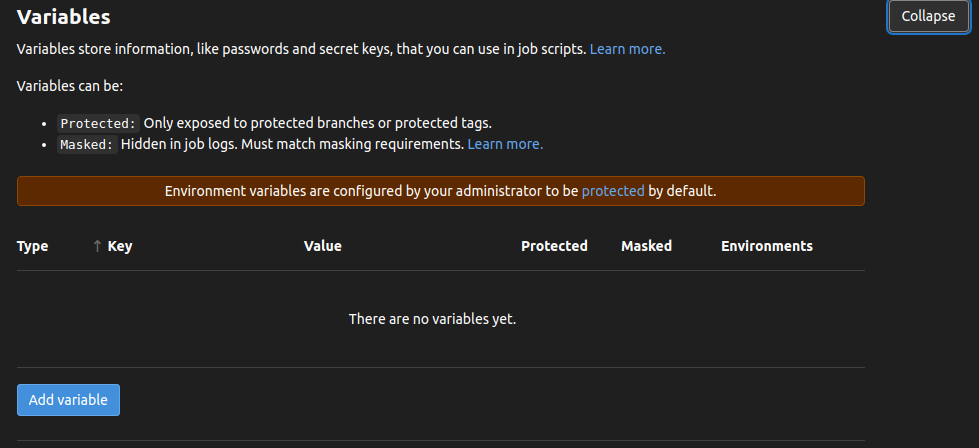 Variables
Collapse
Variables store information, like passwords and secret keys, that you can use in job scripts. Learn more.
Variables can be:
• Protected: Only exposed to protected branches or protected tags.
• Masked: Hidden in job logs. Must match masking requirements. Learn more.
Environment variables are configured by your administrator to be protected by default.
Type ↑ Key Value Protected Masked Environments
There are no variables yet.
Add variable